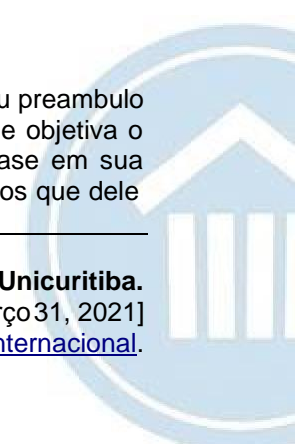 u preambulo
e objetiva o
ase em sua
os que dele
Unicuritiba.
rço 31, 2021]
nternacional.